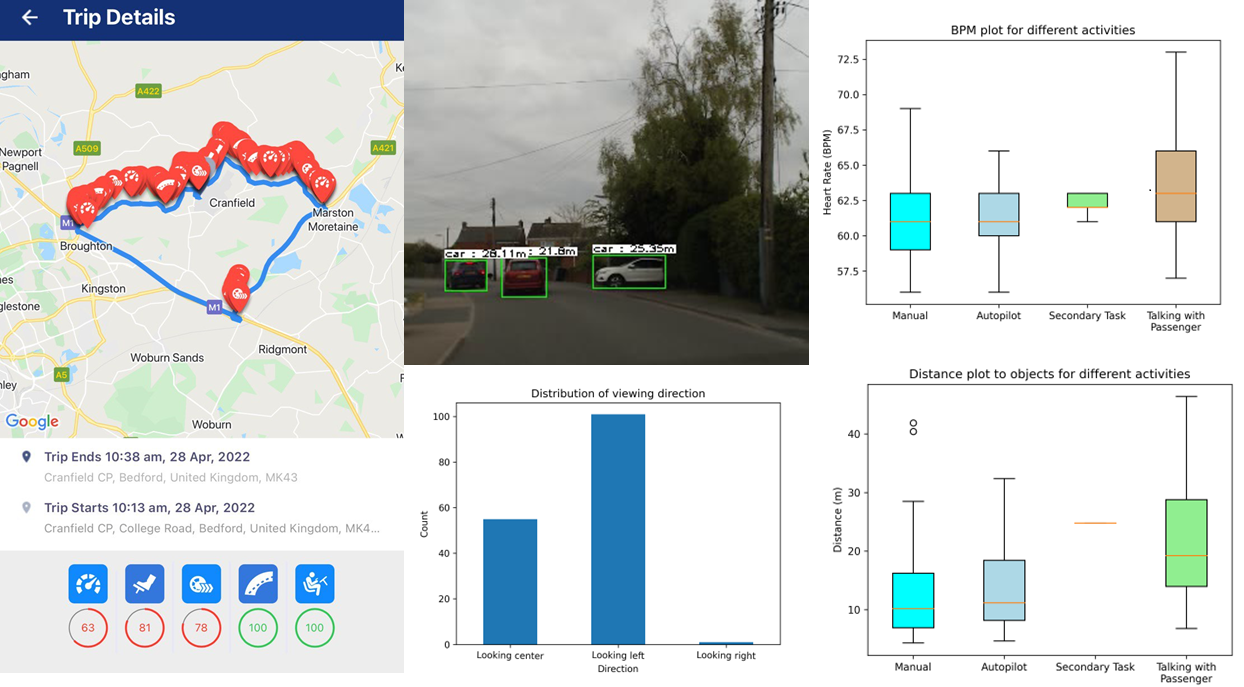 Trip Details
A422
A509
A421
Newport
Pagnell
Cranfield
Marston
Moretaine
M1
Broughton
Kingston
M1
Ridgmont
Woburn Sands
A5
Woburn
Google
Trip Ends 10:38 am, 28 Apr, 2022
Cranfield CP, Bedford, United Kingdom, MK43
Trip Starts 10:13 am, 28 Apr, 2022
Cranfield CP, College Road, Bedford, United Kingdom, MK4...
63 81 78 100 100
car : 28.11m : 21.8m car : 25.35m
Distribution of viewing direction
Count
100
80
60
40
20
0
Looking center Looking left Looking right
Direction
BPM plot for different activities
Heart Rate (BPM)
72.5
70.0
67.5
65.0
62.5
60.0
57.5
Manual Autopilot Secondary Task Talking with
Passenger
Distance plot to objects for different activities
Distance (m)
40
30
20
10
Manual Autopilot Secondary Task Talking with
Passenger